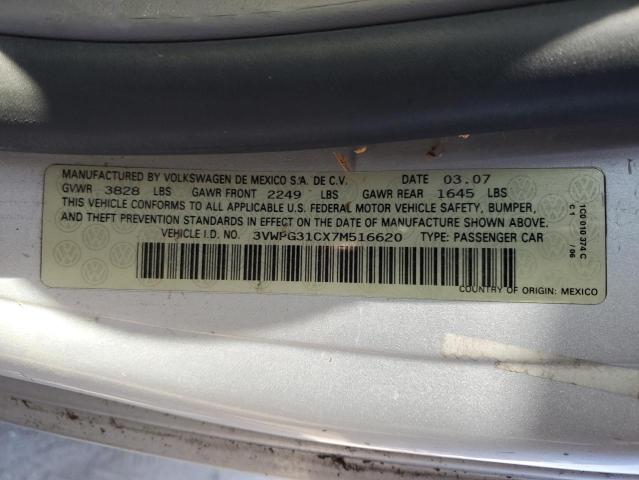 MANUFACTURED BY VOLKSWAGEN DE MEXICO S.A. DE C.V. DATE 03.07
GVWR 3828 LBS GAWR FRONT 2249 LBS GAWR REAR 1645 LBS
THIS VEHICLE CONFORMS TO ALL APPLICABLE U.S. FEDERAL MOTOR VEHICLE SAFETY, BUMPER,
AND THEFT PREVENTION STANDARDS IN EFFECT ON THE DATE OF MANUFACTURE SHOWN ABOVE.
VEHICLE I.D. NO. 3VWPG31CX7M516620 TYPE: PASSENGER CAR
COUNTRY OF ORIGIN: MEXICO
1C0 010 374 C
C1 / 06